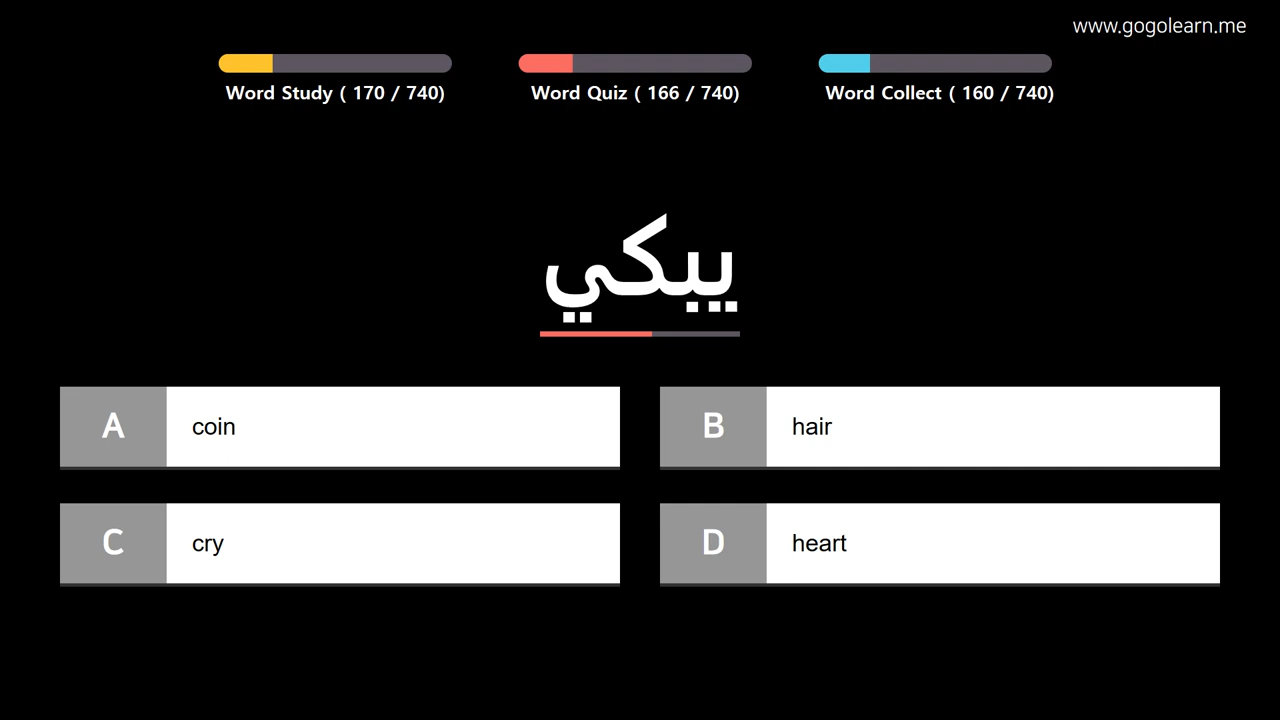 www.gogolearn.me
Word Study ( 170 / 740)
Word Quiz ( 166 / 740)
Word Collect ( 160 / 740)
يبكي
A coin
B hair
C cry
D heart